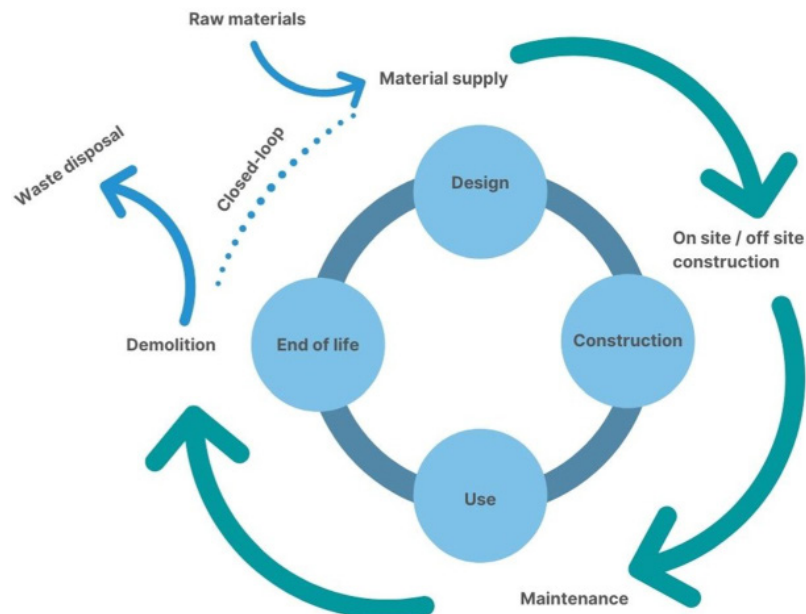 Raw materials
Material supply
Waste disposal
Closed-loop
Design
On site / off site
construction
Demolition
End of life
Construction
Use
Maintenance